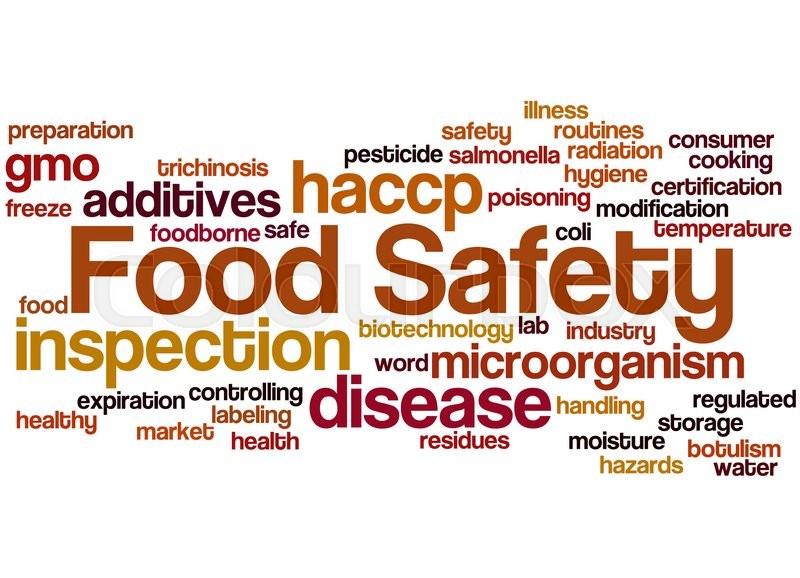 illness
preparation
safety
routines
consumer
gmo
trichinosis
pesticide
salmonella
radiation
cooking
additives
haccp
hygiene
certification
freeze
poisoning
modification
foodborne
safe
coli
temperature
Food Safety
food
inspection
biotechnology
lab
industry
word
microorganism
expiration
controlling
disease
handling
regulated
healthy
labeling
storage
market
health
residues
moisture
botulism
hazards
water
colourbox